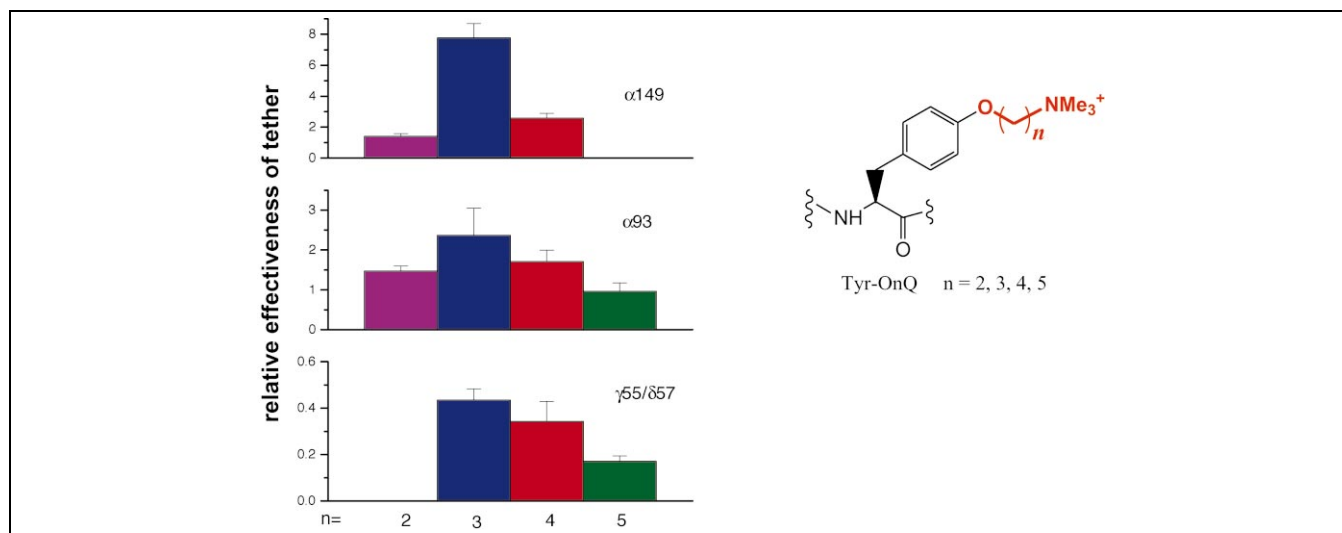 relative effectiveness of tether
8
6
4
2
0
α149
3
2
1
0
α93
0.6
0.4
0.2
0.0
γ55/δ57
n= 2 3 4 5
O
NMe₃⁺
n
NH
O
Tyr-OnQ n = 2, 3, 4, 5